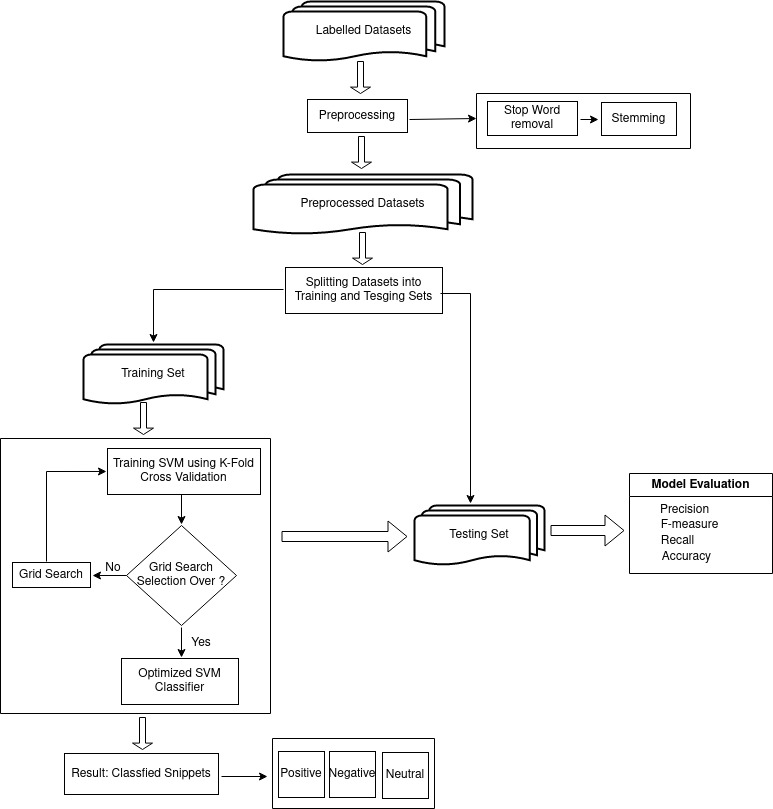 Labelled Datasets
Preprocessing
Stop Word
removal
Stemming
Preprocessed Datasets
Splitting Datasets into
Training and Tesging Sets
Training Set
Training SVM using K-Fold
Cross Validation
Grid Search
Selection Over ?
No
Grid Search
Yes
Optimized SVM
Classifier
Testing Set
Model Evaluation
Precision
F-measure
Recall
Accuracy
Result: Classfied Snippets
Positive
Negative
Neutral